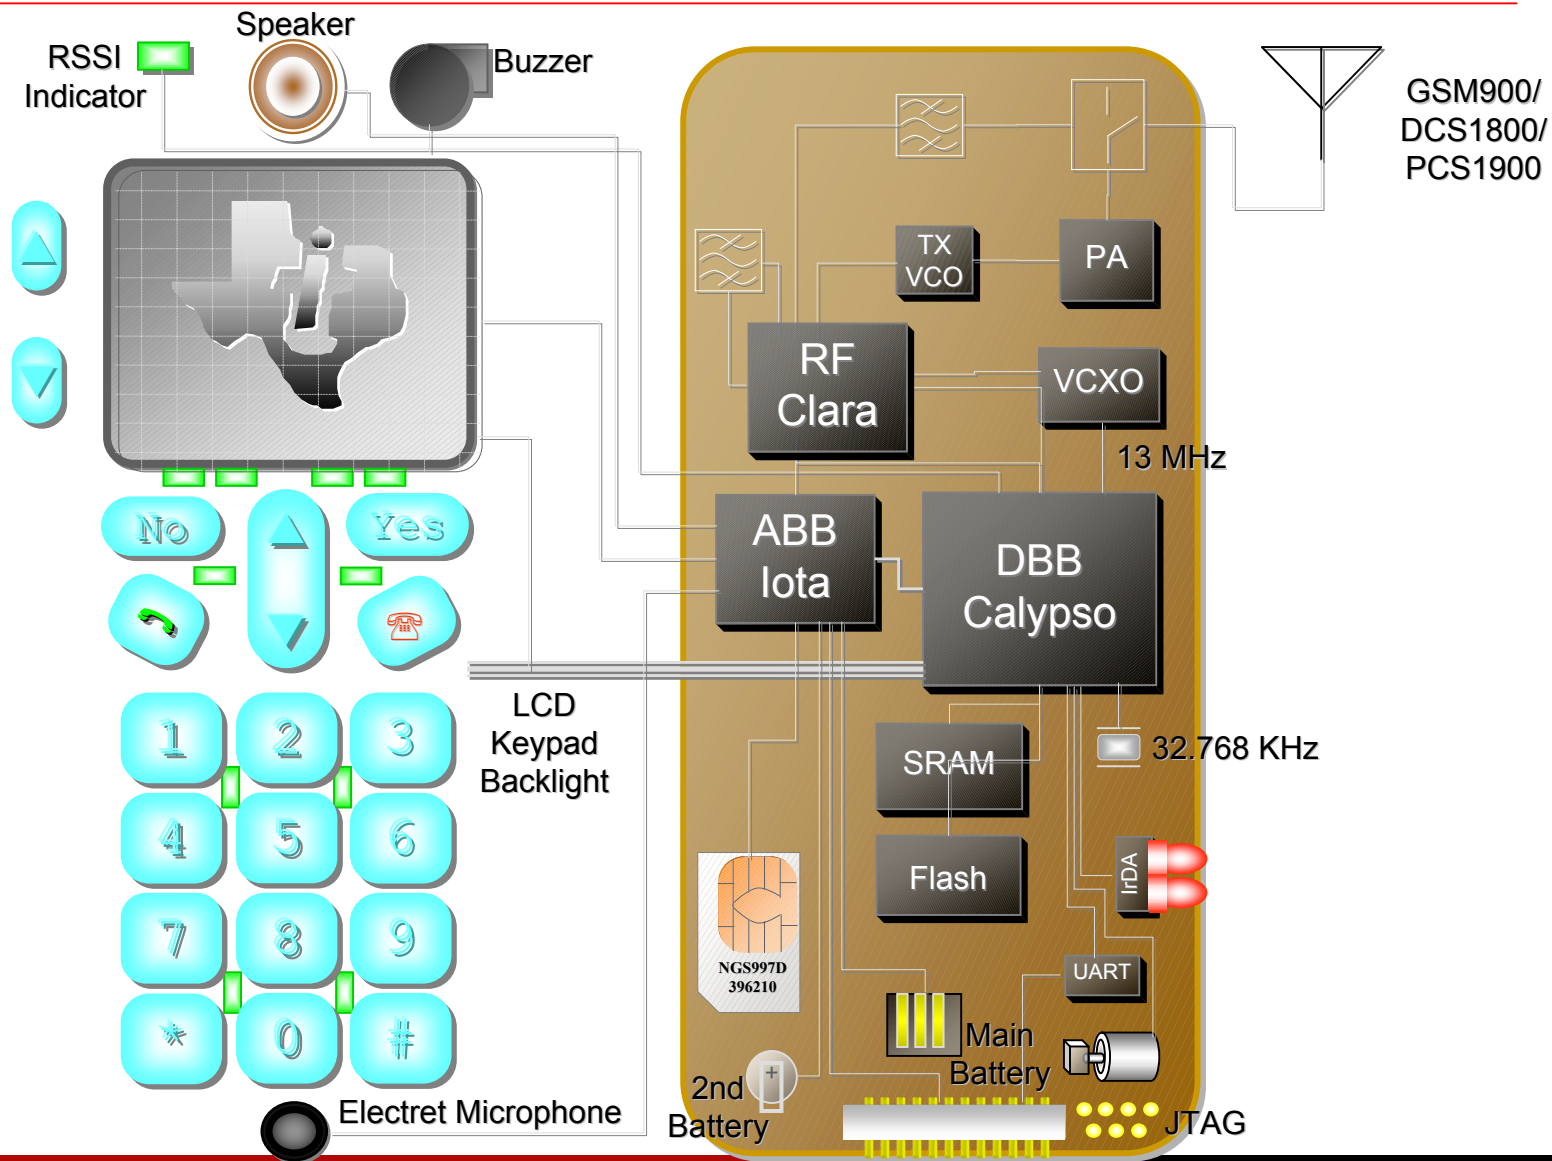 Speaker
RSSI
Indicator
Buzzer
GSM900/
DCS1800/
PCS1900
TX
VCO
PA
RF
Clara
VCXO
13 MHz
ABB
Iota
DBB
Calypso
No
Yes
LCD
Keypad
Backlight
SRAM
32.768 KHz
Flash
IrDA
1
2
3
4
5
6
7
8
9
*
0
#
NGS997D
396210
UART
Main
Battery
+
2nd
Battery
Electret Microphone
JTAG